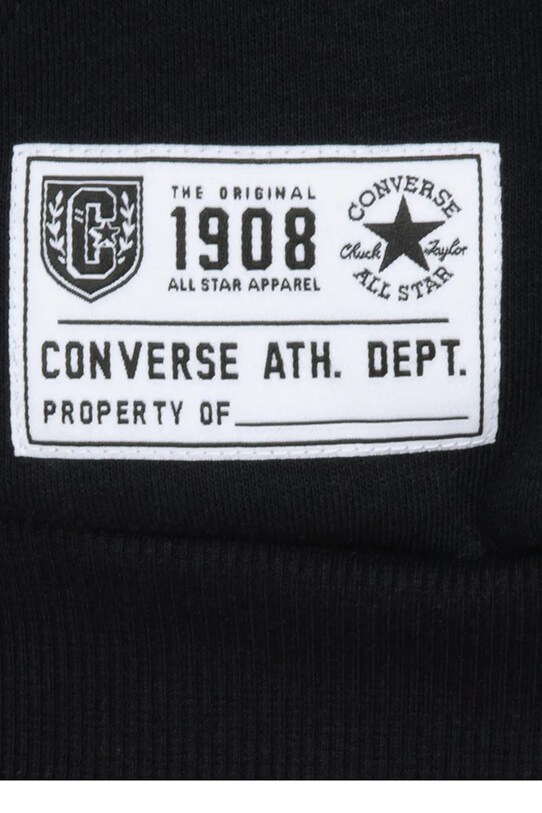 C
THE ORIGINAL
1908
ALL STAR APPAREL
CONVERSE
Chuck Taylor
ALL STAR
CONVERSE ATH. DEPT.
PROPERTY OF